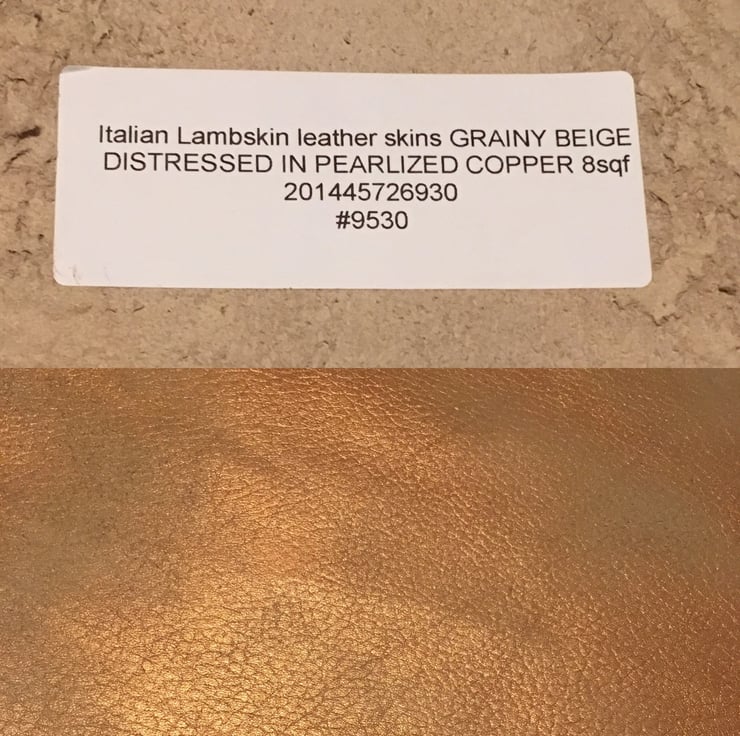 Italian Lambskin leather skins GRAINY BEIGE
DISTRESSED IN PEARLIZED COPPER 8sqf
201445726930
#9530